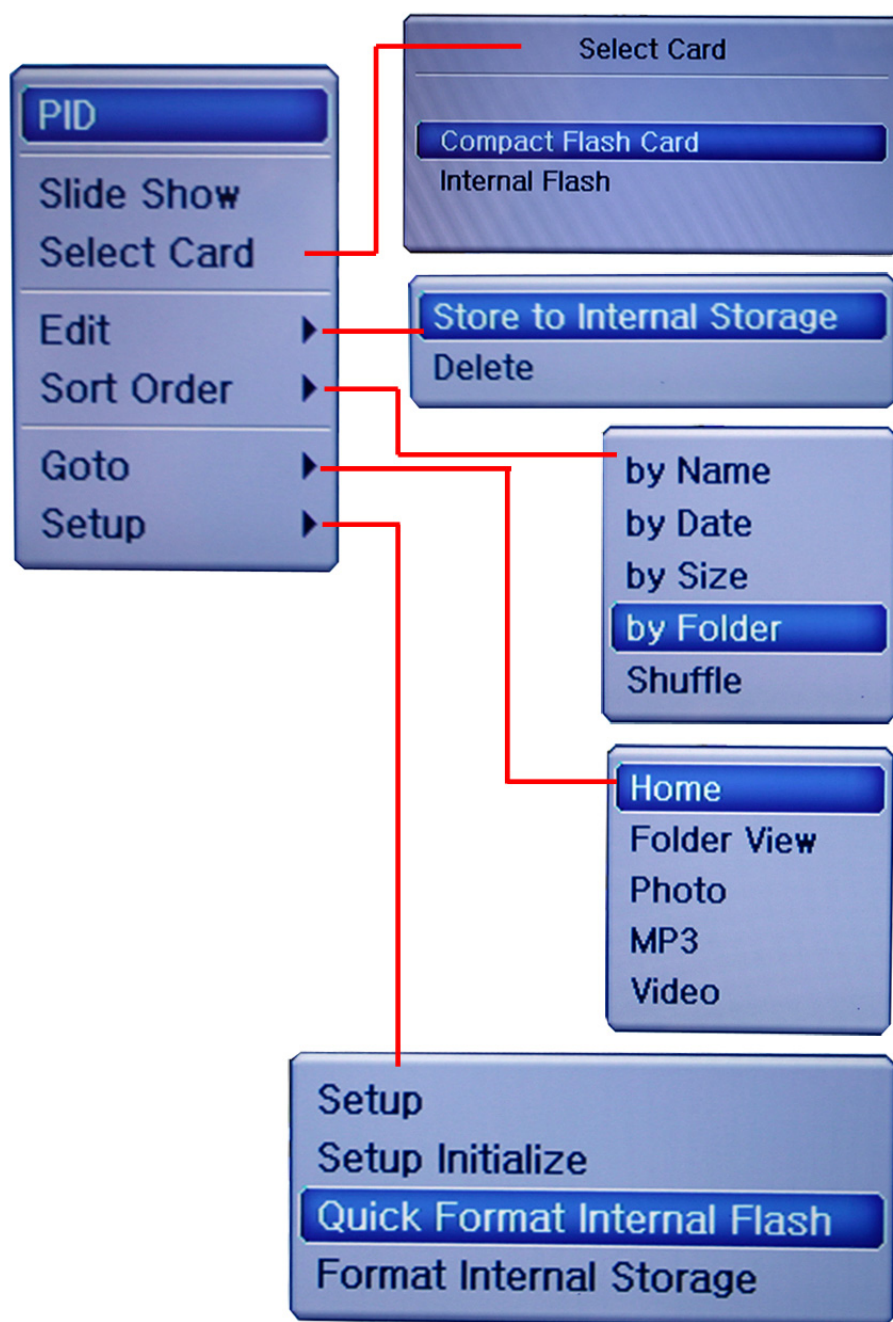 PID
Slide Show
Select Card
Edit
Sort Order
Goto
Setup
Select Card
Compact Flash Card
Internal Flash
Store to Internal Storage
Delete
by Name
by Date
by Size
by Folder
Shuffle
Home
Folder View
Photo
MP3
Video
Setup
Setup Initialize
Quick Format Internal Flash
Format Internal Storage